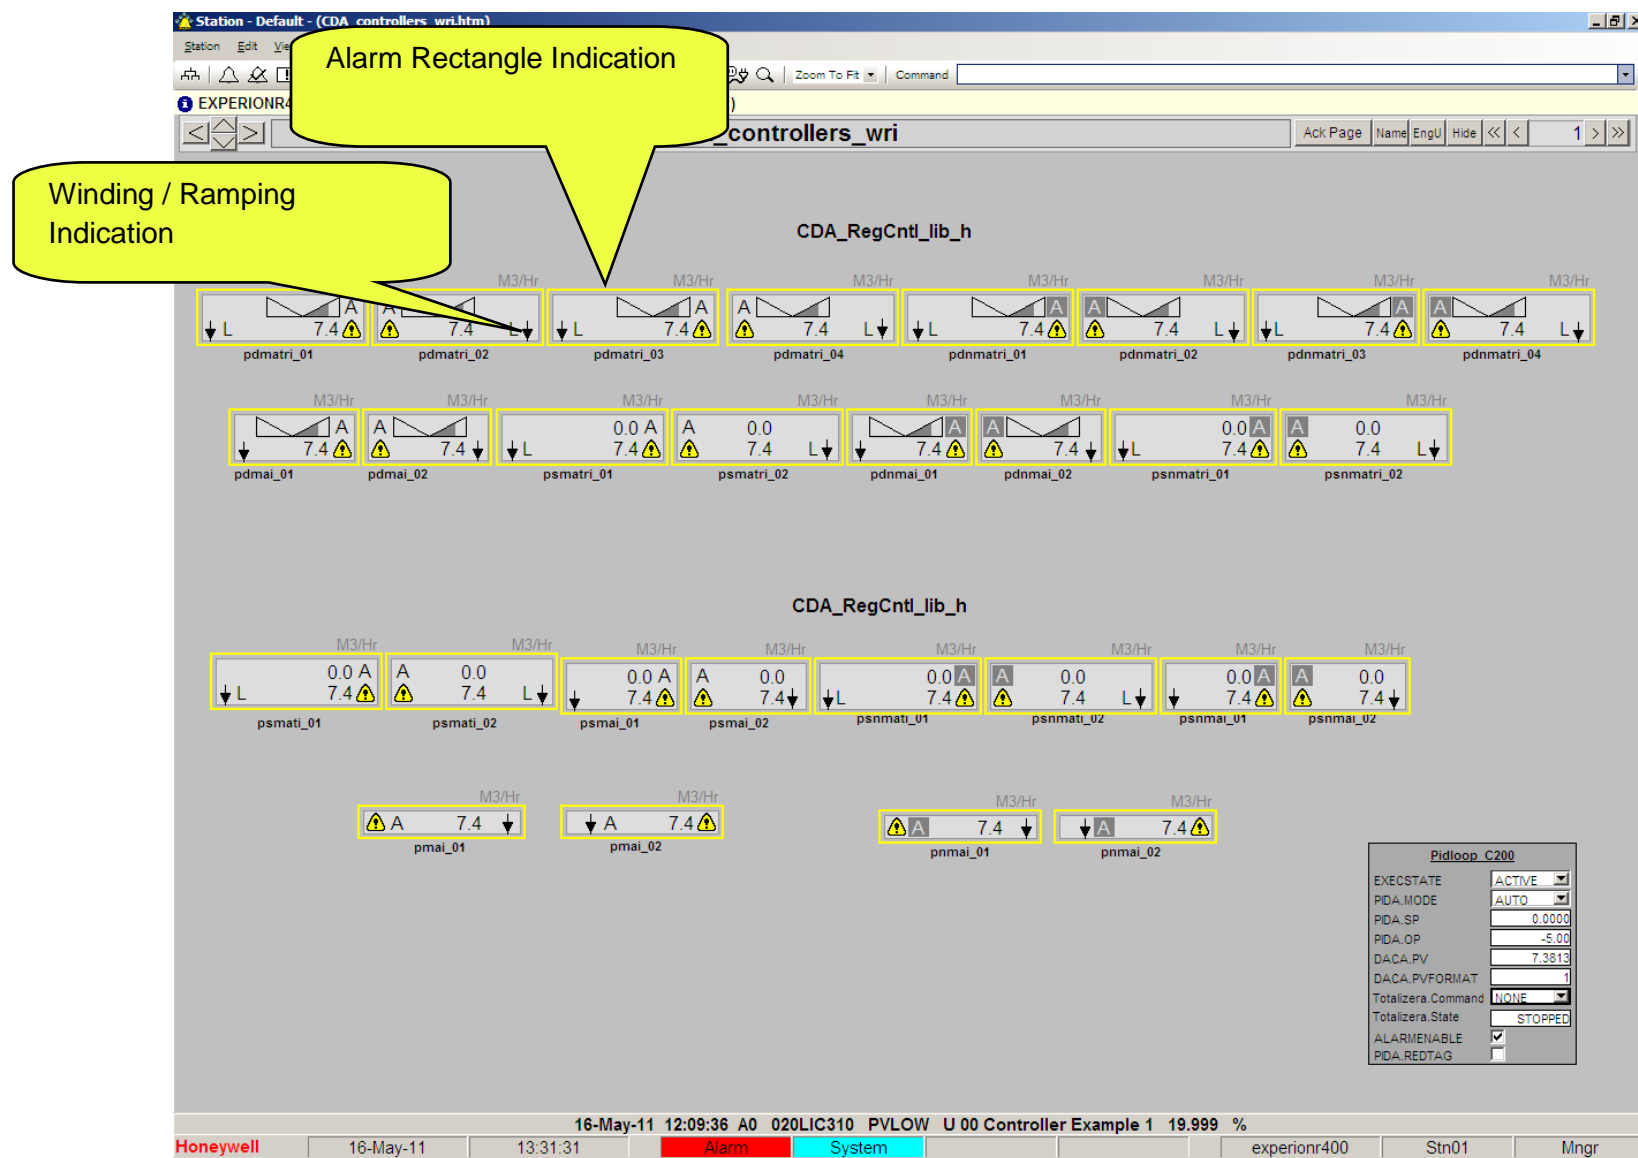 Station - Default - (CDA_controllers_wri.htm)
Station Edit
Alarm Rectangle Indication
Zoom To Fit Command
EXPERIONR4 )
_controllers_wri
Ack Page Name EngU Hide << < 1 > >>
Winding / Ramping
Indication
CDA_RegCntl_lib_h
M3/Hr M3/Hr M3/Hr M3/Hr M3/Hr M3/Hr M3/Hr
A A A A A A A A
L 7.4 7.4 L L 7.4 7.4 L L 7.4 7.4 L L 7.4 7.4 L
pdmatri_01 pdmatri_02 pdmatri_03 pdmatri_04 pdnmatri_01 pdnmatri_02 pdnmatri_03 pdnmatri_04
M3/Hr M3/Hr M3/Hr M3/Hr M3/Hr M3/Hr M3/Hr M3/Hr
A A 0.0 A A 0.0 A A 0.0 A A 0.0
7.4 7.4 L 7.4 7.4 L 7.4 7.4 L 7.4 7.4 L
pdmai_01 pdmai_02 psmatri_01 psmatri_02 pdnmai_01 pdnmai_02 psnmatri_01 psnmatri_02
CDA_RegCntl_lib_h
M3/Hr M3/Hr M3/Hr M3/Hr M3/Hr M3/Hr M3/Hr M3/Hr
0.0 A A 0.0 0.0 A A 0.0 0.0 A A 0.0 0.0 A A 0.0
L 7.4 7.4 L 7.4 7.4 L 7.4 7.4 L 7.4 7.4
psmati_01 psmati_02 psmai_01 psmai_02 psnmati_01 psnmati_02 psnmai_01 psnmai_02
M3/Hr M3/Hr M3/Hr M3/Hr
A 7.4 A 7.4 A 7.4 A 7.4
pmai_01 pmai_02 pnmai_01 pnmai_02
Pidloop_C200
EXECSTATE ACTIVE
PIDA.MODE AUTO
PIDA.SP 0.0000
PIDA.OP -5.00
DACA.PV 7.3813
DACA.PVFORMAT 1
Totalizera.Command NONE
Totalizera.State STOPPED
ALARMENABLE
PIDA.REDTAG
16-May-11 12:09:36 A0 020LIC310 PVLOW U 00 Controller Example 1 19.999 %
Honeywell 16-May-11 13:31:31 Alarm System experionr400 Stn01 Mngr